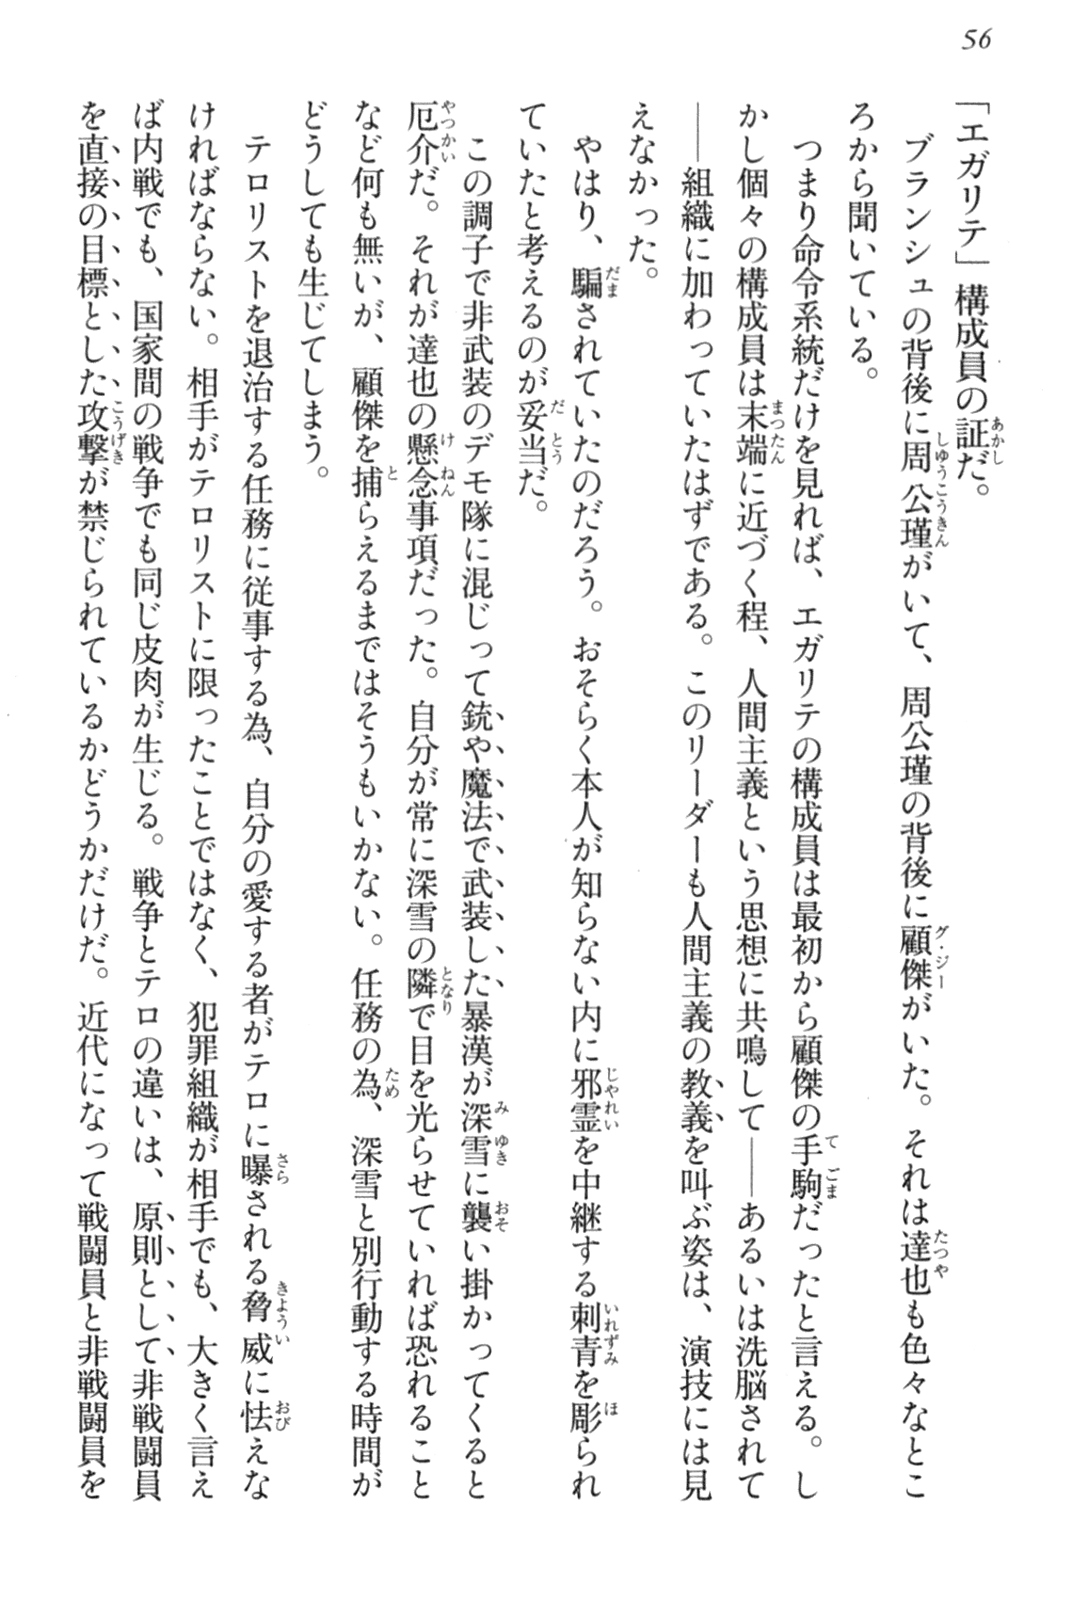 56
「エガリテ」構成員の証だ。
ブランシュの背後に周公瑾がいて、周公瑾の背後に顧傑がいた。それは達也も色々なとこ
ろから聞いている。
つまり命令系統だけを見れば、エガリテの構成員は最初から顧傑の手駒だったと言える。し
かし個々の構成員は末端に近づく程、人間主義という思想に共鳴して――あるいは洗脳されて
――組織に加わっていたはずである。このリーダーも人間主義の教義を叫ぶ姿は、演技には見
えなかった。
やはり、騙されていたのだろう。おそらく本人が知らない内に邪霊を中継する刺青を彫られ
ていたと考えるのが妥当だ。
この調子で非武装のデモ隊に混じって銃や魔法で武装した暴漢が深雪に襲い掛かってくると
厄介だ。それが達也の懸念事項だった。自分が常に深雪の隣で目を光らせていれば恐れること
など何も無いが、顧傑を捕らえるまではそうもいかない。任務の為、深雪と別行動する時間が
どうしても生じてしまう。
テロリストを退治する任務に従事する為、自分の愛する者がテロに曝される脅威に怯えな
ければならない。相手がテロリストに限ったことではなく、犯罪組織が相手でも、大きく言え
ば内戦でも、国家間の戦争でも同じ皮肉が生じる。戦争とテロの違いは、原則として非戦闘員
を直接の目標とした攻撃が禁じられているかどうかだけだ。近代になって戦闘員と非戦闘員を